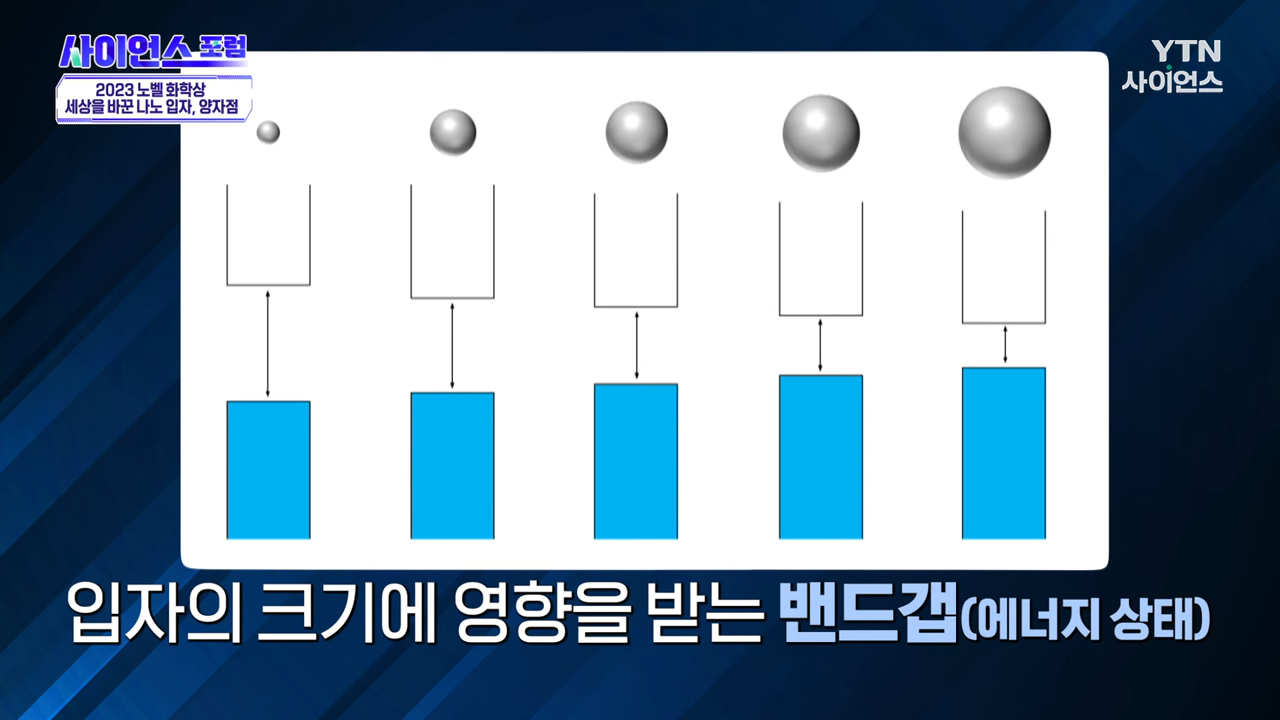 사이언스 포럼
2023 노벨 화학상
세상을 바꾼 나노 입자, 양자점
YTN
사이언스
입자의 크기에 영향을 받는 밴드갭(에너지 상태)